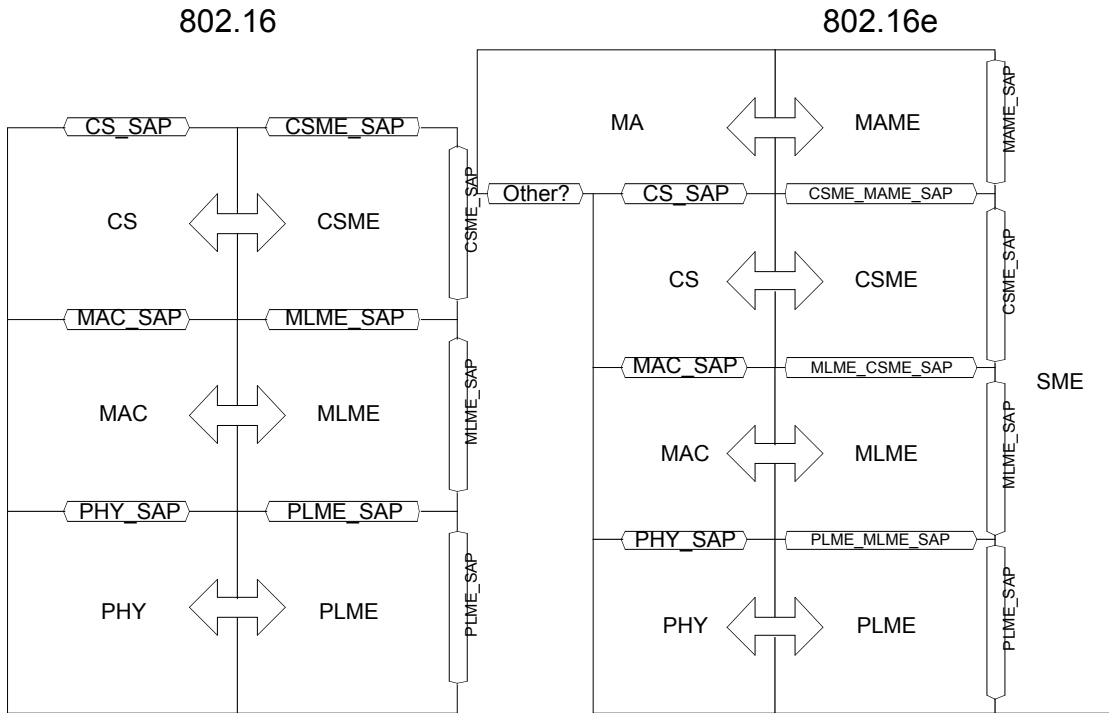 802.16
802.16e
CS_SAP
CSME_SAP
CSME_SAP
CS
CSME
MAC_SAP
MLME_SAP
MLME_SAP
MAC
MLME
PHY_SAP
PLME_SAP
PLME_SAP
PHY
PLME
MA
MAME
MAME_SAP
Other?
CS_SAP
CSME_MAME_SAP
CSME_SAP
CS
CSME
MAC_SAP
MLME_CSME_SAP
SME
MLME_SAP
MAC
MLME
PHY_SAP
PLME_MLME_SAP
PLME_SAP
PHY
PLME